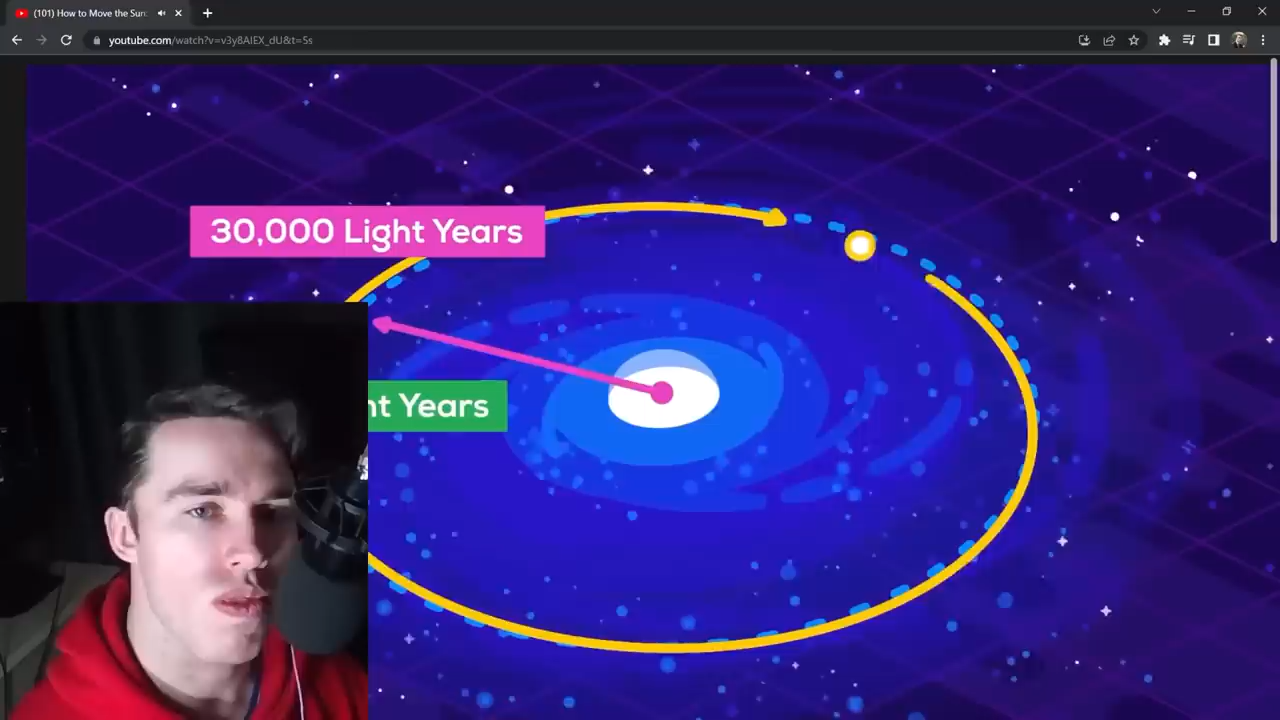 (101) How to Move the Sun:
youtube.com/watch?v=v3y8AIEX_dU&t=5s
30,000 Light Years
nt Years